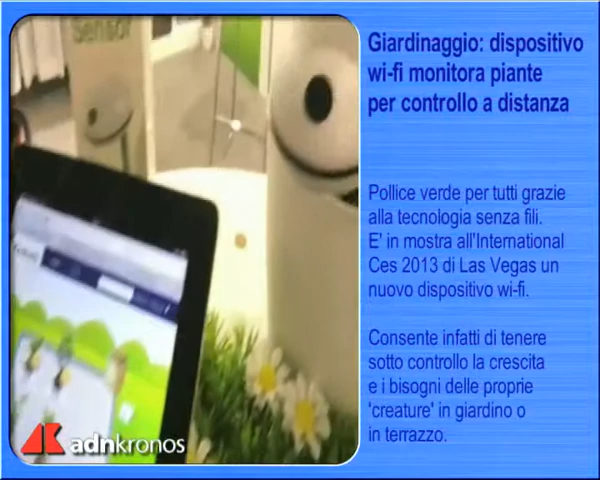 Sensor
Giardinaggio: dispositivo
wi-fi monitora piante
per controllo a distanza
Pollice verde per tutti grazie
alla tecnologia senza fili.
E' in mostra all'International
Ces 2013 di Las Vegas un
nuovo dispositivo wi-fi.
Consente infatti di tenere
sotto controllo la crescita
e i bisogni delle proprie
'creature' in giardino o
in terrazzo.
adnkronos